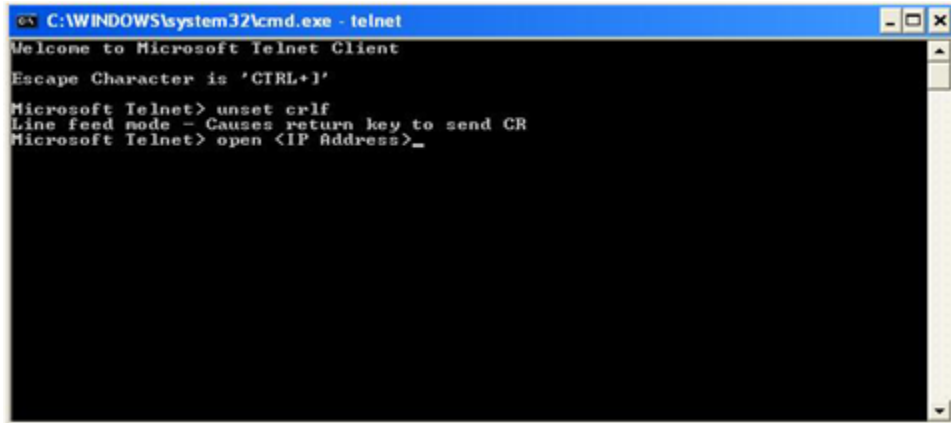 C:\WINDOWS\system32\cmd.exe - telnet
Welcome to Microsoft Telnet Client
Escape Character is 'CTRL+]'
Microsoft Telnet> unset crlf
Line feed mode - Causes return key to send CR
Microsoft Telnet> open <IP Address>_